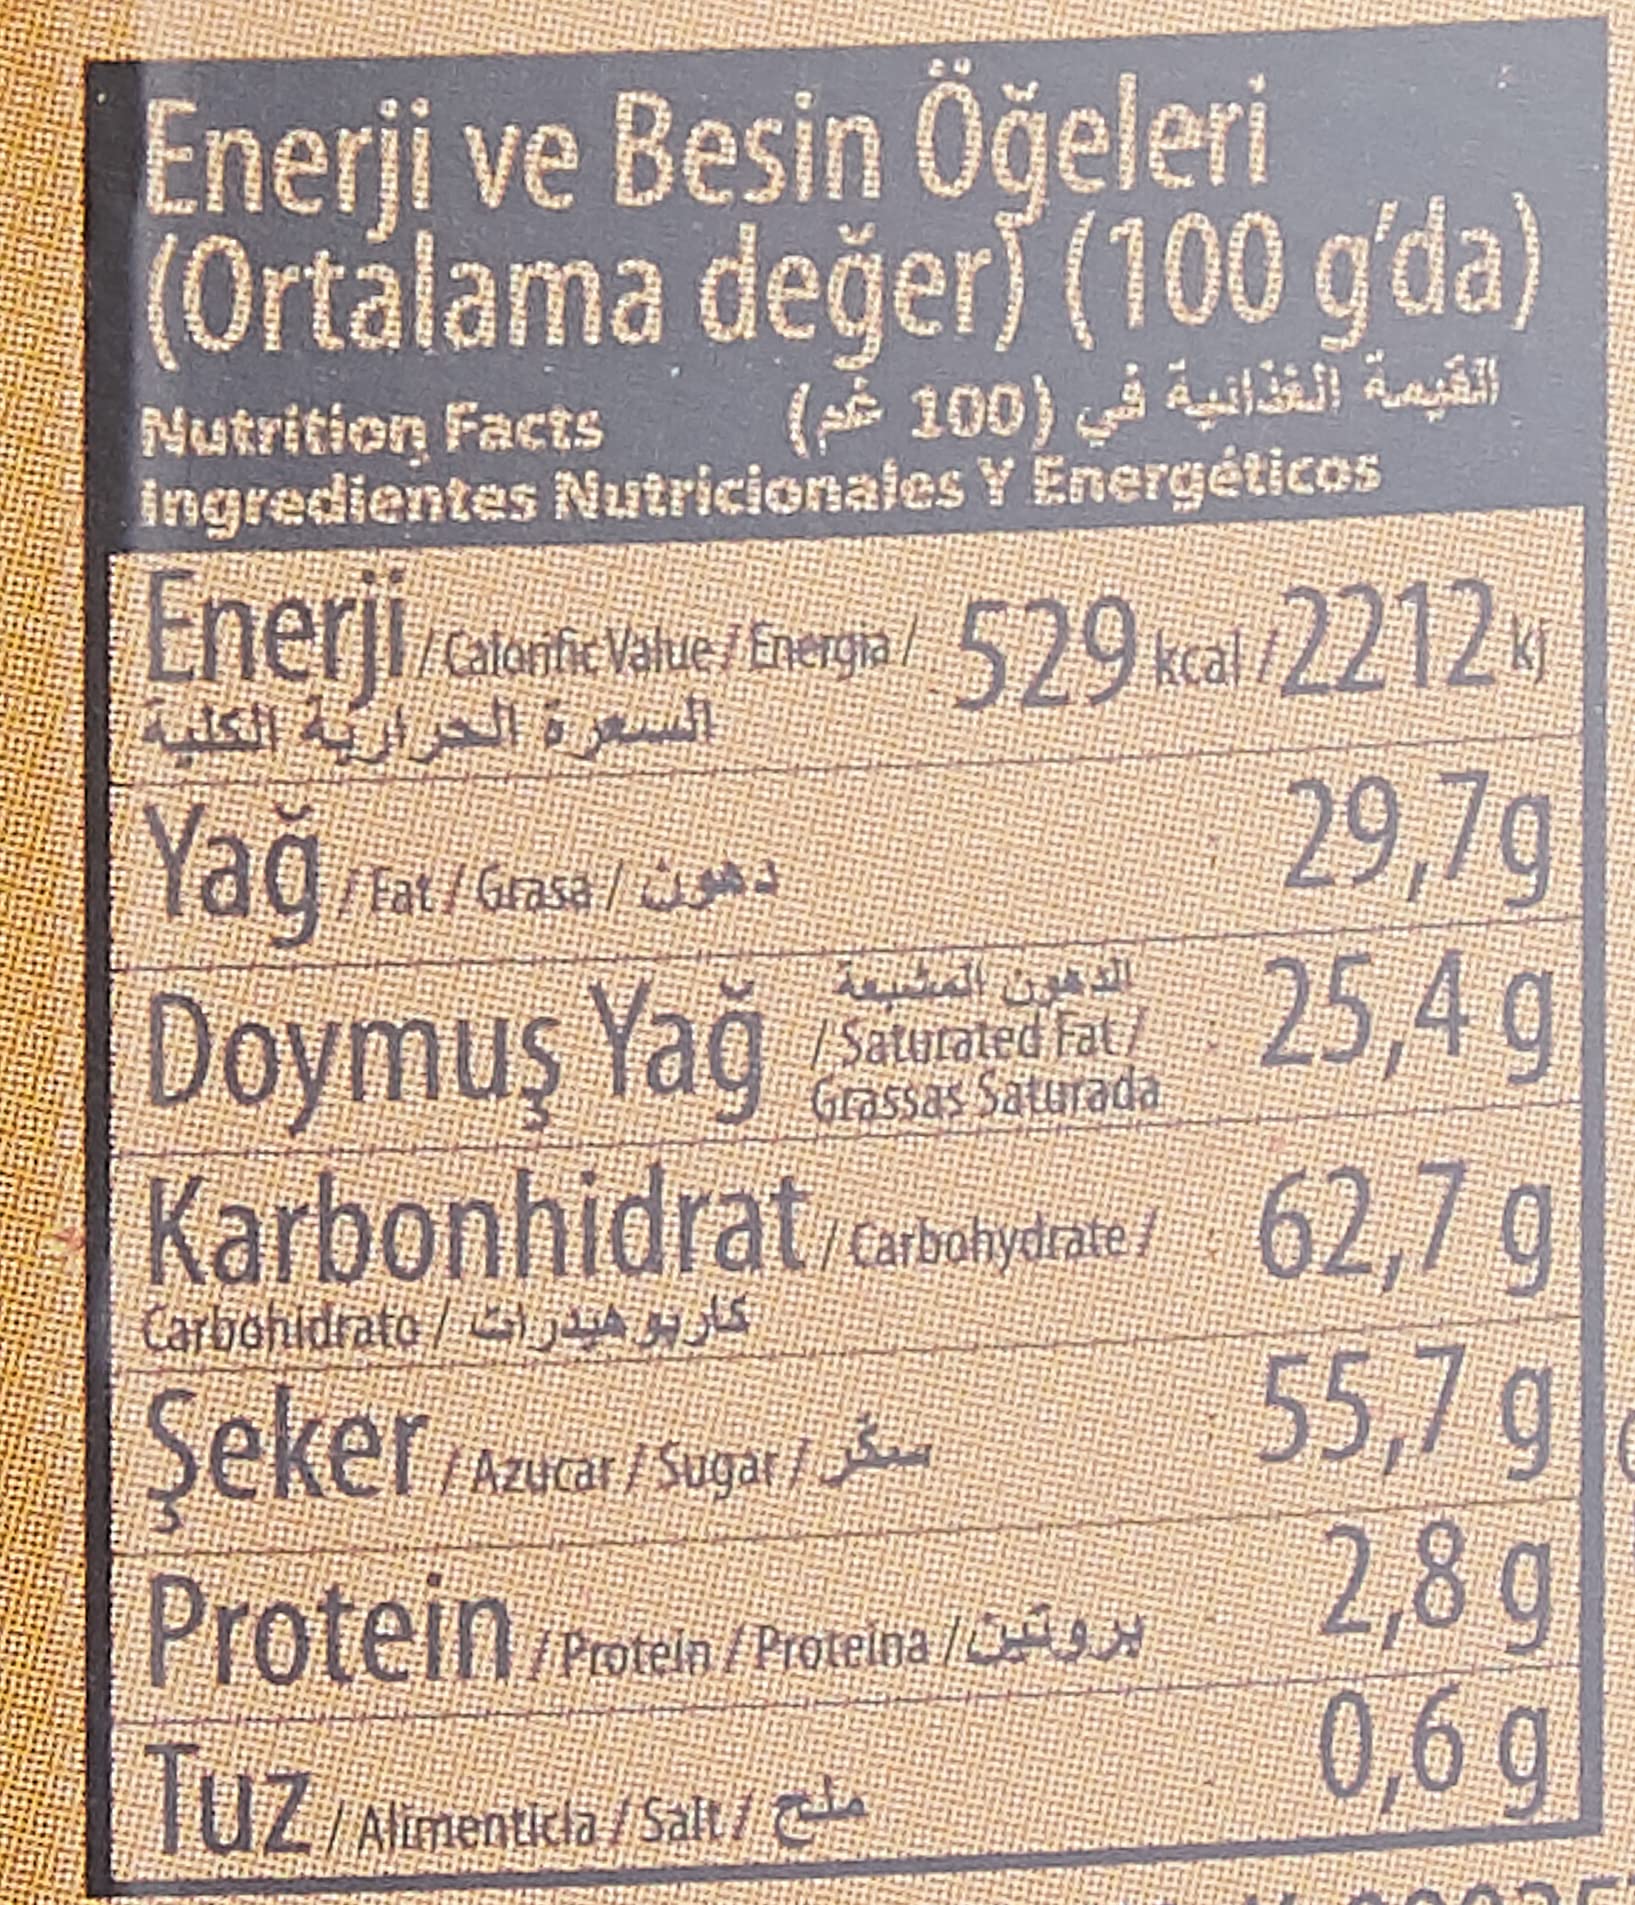 Enerji ve Besin Öğeleri
(Ortalama değer) (100 g'da)
Nutrition Facts القيمة الغذائية في (100 غم)
Ingredientes Nutricionales Y Energéticos
Enerji / Calorific Value / Energia / 529 kcal / 2212 kj
السعرة الحرارية الكلية
Yağ / Fat / Grasa / دهون 29,7g
الدهون المشبعة
Doymuş Yağ / Saturated Fat / 25,4 g
Grassas Saturada
Karbonhidrat / Carbohydrate / 62,7 g
Carbohidrato / كاربوهيدرات
Şeker / Azucar / Sugar / سكر 55,7 g
Protein / Protein / Proteina / بروتين 2,8 g
Tuz / Alimenticia / Salt / ملح 0,6 g